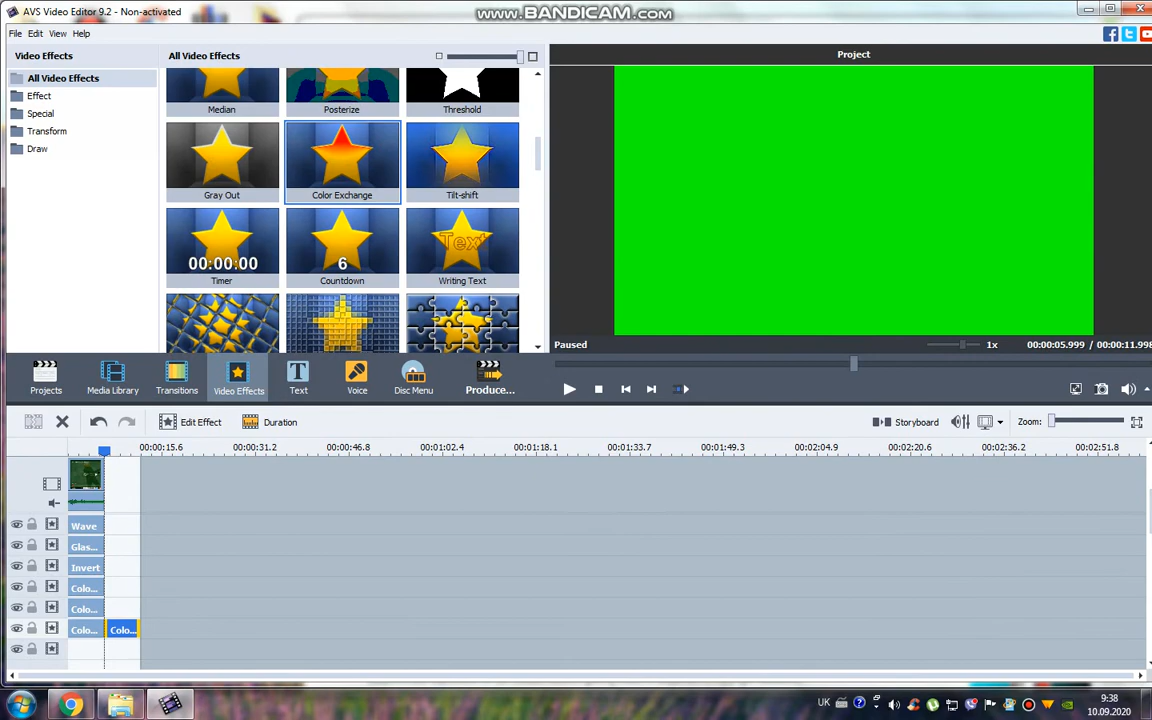 AVS Video Editor 9.2 - Non-activated
www.BANDICAM.com
File Edit View Help
Video Effects
All Video Effects
Project
All Video Effects
Effect
Special
Transform
Draw
Median
Posterize
Threshold
Gray Out
Color Exchange
Tilt-shift
00:00:00
6
Text
Timer
Countdown
Writing Text
Paused
1x
00:00:05.999 / 00:00:11.998
Projects
Media Library
Transitions
Video Effects
Text
Voice
Disc Menu
Produce...
Edit Effect
Duration
Storyboard
Zoom:
00:00:15.6
00:00:31.2
00:00:46.8
00:01:02.4
00:01:18.1
00:01:33.7
00:01:49.3
00:02:04.9
00:02:20.6
00:02:36.2
00:02:51.8
Wave
Glas...
Invert
Colo...
Colo...
Colo...
Colo...
UK
9:38
10.09.2020